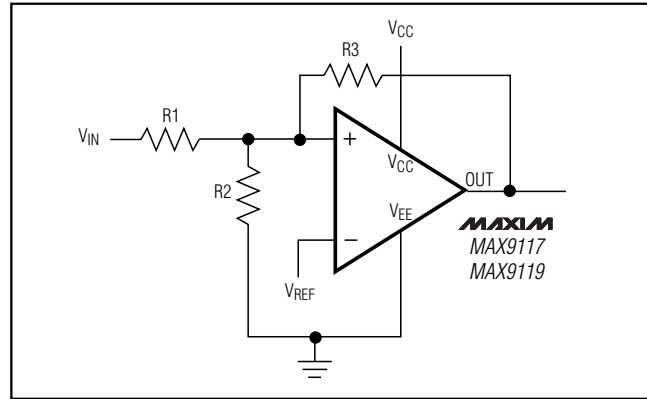 VCC
R3
R1
VIN
+
VCC
R2
OUT
VEE
MAXIM
−
MAX9117
VREF
MAX9119